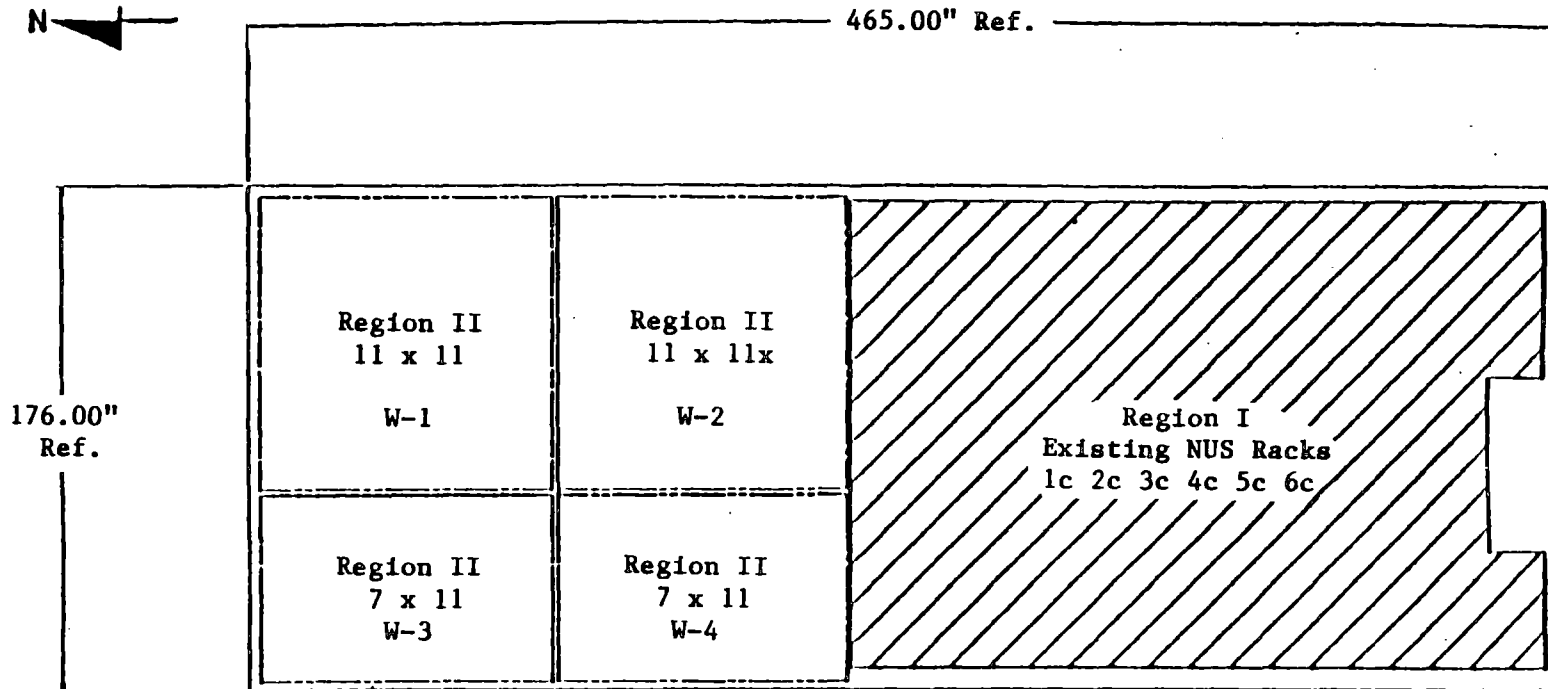 N
465.00" Ref.
176.00"
Ref.
Region II
11 x 11
W-1
Region II
11 x 11x
W-2
Region I
Existing NUS Racks
1c 2c 3c 4c 5c 6c
Region II
7 x 11
W-3
Region II
7 x 11
W-4